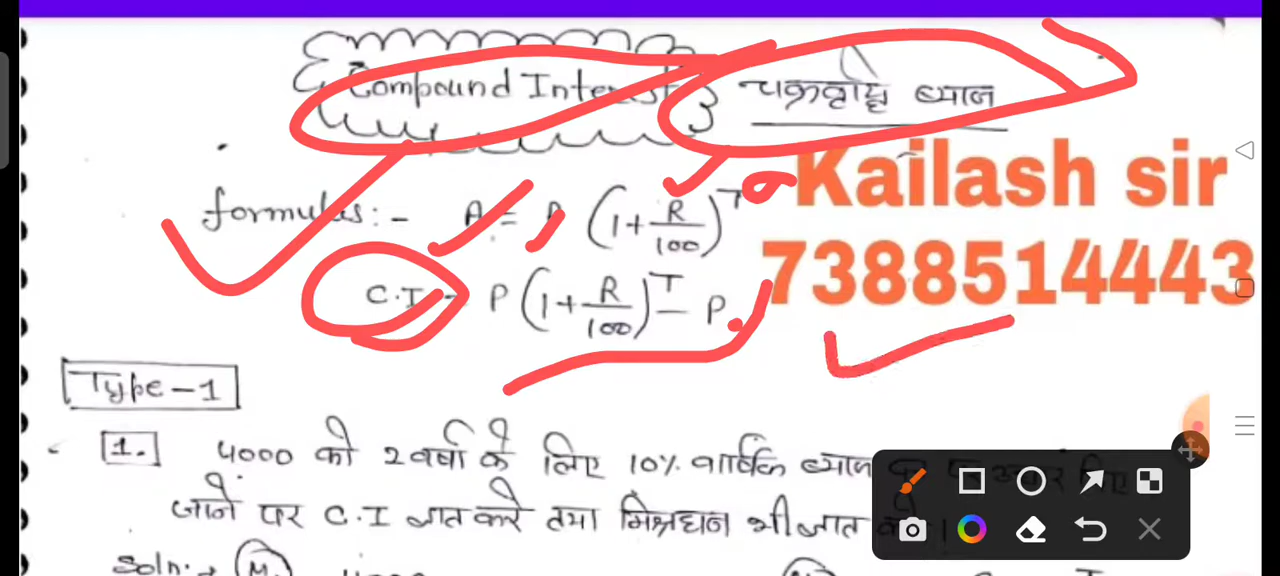 Compound Interest चक्रवृद्धि ब्याज
Kailash sir
formulas:- A = P (1+R/100)^T
7388514443
C.I - P(1+R/100)^T - P.
Type-1
1. 4000 को 2 वर्षो के लिए 10% वार्षिक ब्याज
जाने पर C.I ज्ञात करे तथा मिश्रधन भी ज्ञात
Soln.